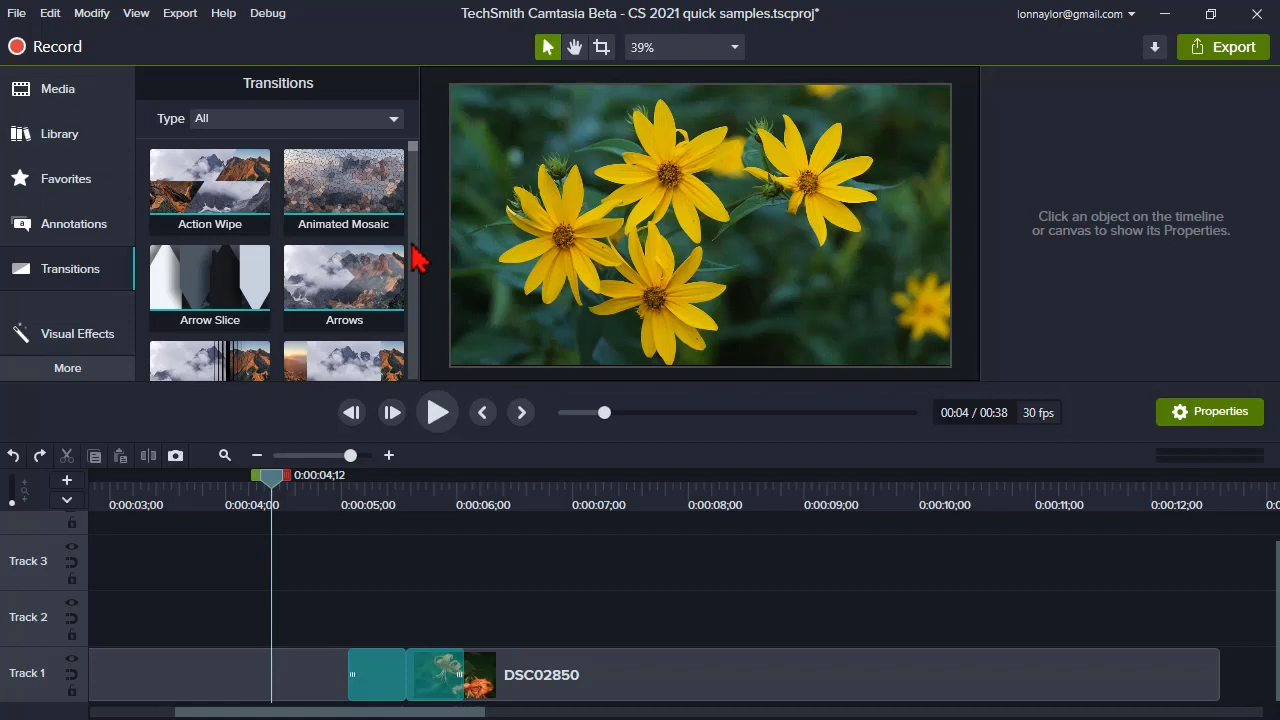 File Edit Modify View Export Help Debug
TechSmith Camtasia Beta - CS 2021 quick samples.tscproj*
lonnaylor@gmail.com
Record
39%
Export
Media
Library
Favorites
Annotations
Transitions
Visual Effects
More
Transitions
Type All
Action Wipe
Animated Mosaic
Arrow Slice
Arrows
Click an object on the timeline
or canvas to show its Properties.
00:04 / 00:38 30 fps
Properties
0:00:04;12
0:00:03;00 0:00:04;00 0:00:05;00 0:00:06;00 0:00:07;00 0:00:08;00 0:00:09;00 0:00:10;00 0:00:11;00 0:00:12;00
Track 3
Track 2
Track 1
DSC02850